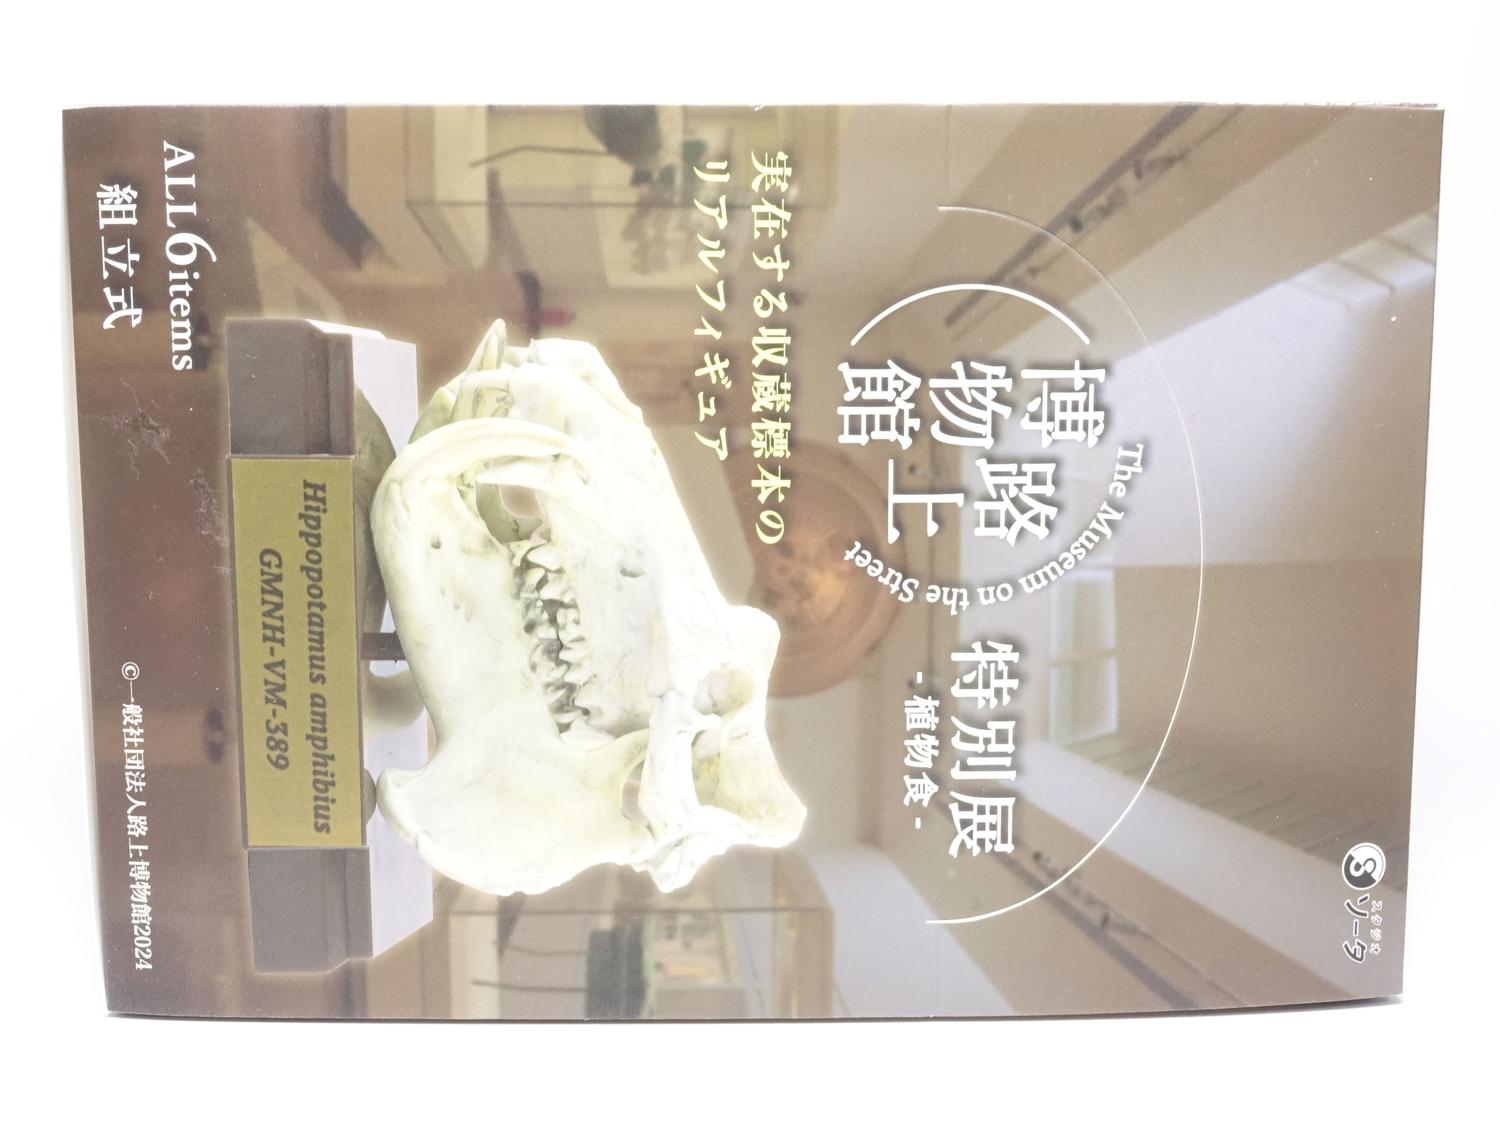 スタジオ
ソータ
路上
博物館
The Museum on the Street
特別展
- 植物食 -
実在する収蔵標本の
リアルフィギュア
Hippopotamus amphibius
GMNH-VM-389
ALL6items
組立式
©一般社団法人路上博物館2024